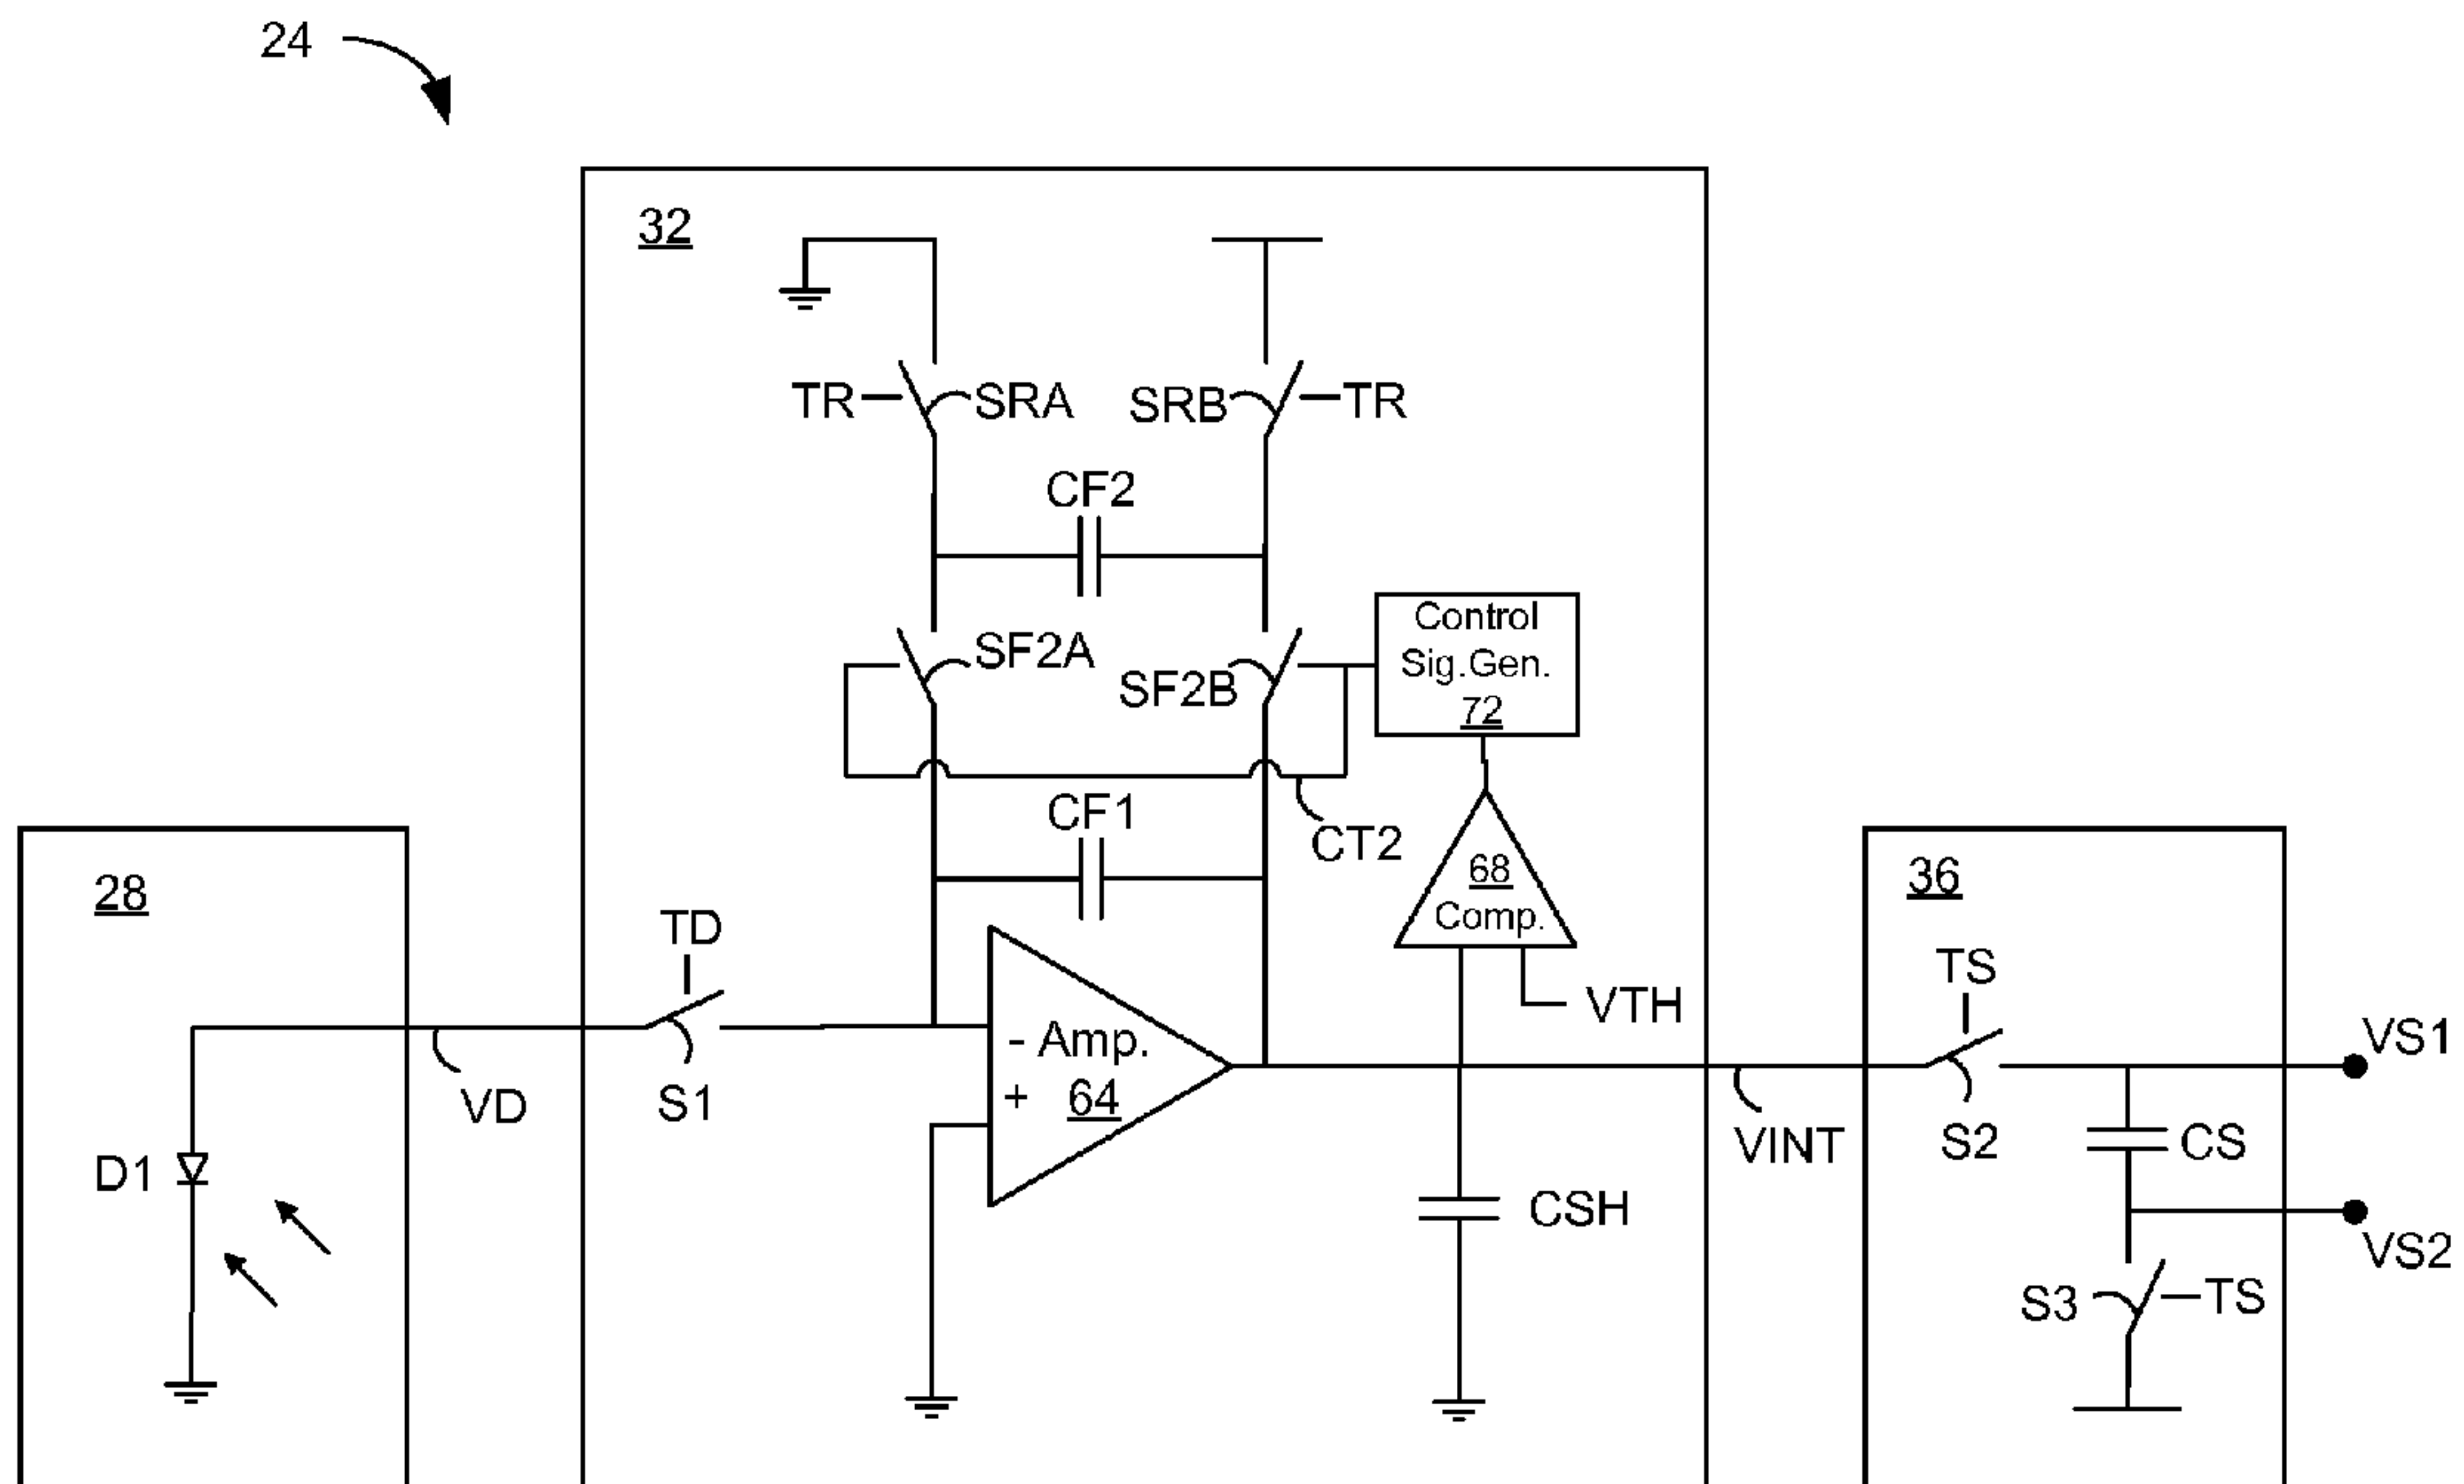 24
32
TR
SRA
SRB
TR
CF2
SF2A
SF2B
Control
Sig.Gen.
72
CF1
CT2
68
Comp.
28
36
TD
TS
VTH
- Amp.
+ 64
VS1
VD
S1
VINT
S2
CS
D1
CSH
VS2
S3
TS